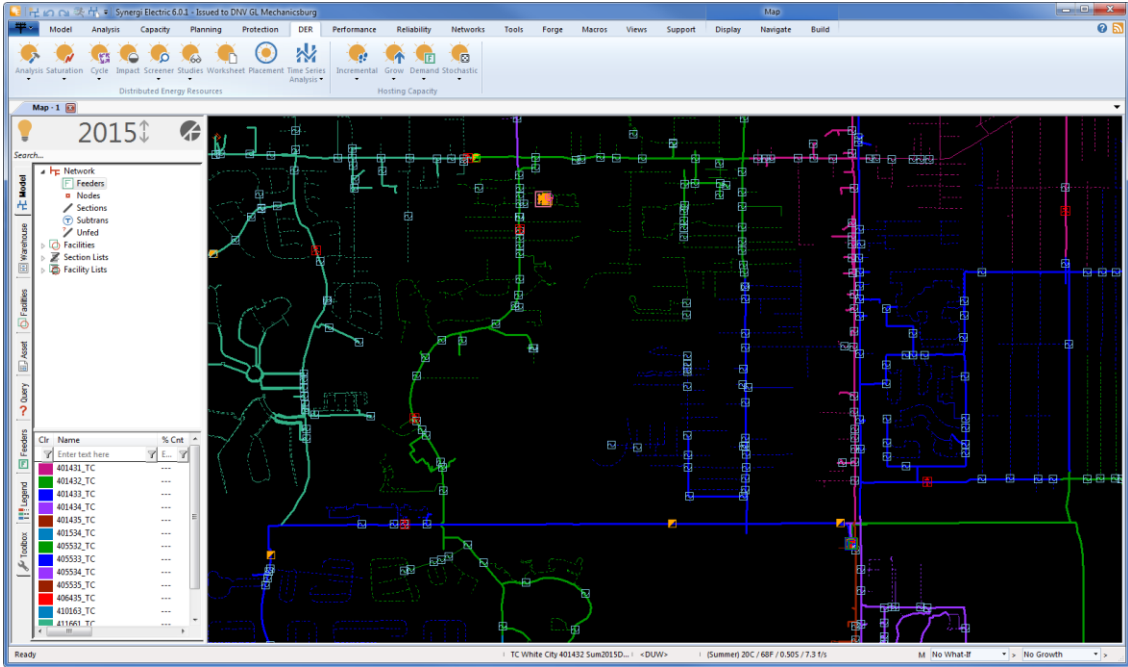 Synergi Electric 6.0.1 - Issued to DNV GL Mechanicsburg
Map
Model Analysis Capacity Planning Protection DER Performance Reliability Networks Tools Forge Macros Views Support Display Navigate Build
Analysis Saturation Cycle Impact Screener Studies Worksheet Placement Time Series Analysis Incremental Grow Demand Stochastic
Distributed Energy Resources Hosting Capacity
Map - 1
2015
Search...
Network
Feeders
Nodes
Sections
Subtrans
Unfed
Facilities
Section Lists
Facility Lists
Model
Warehouse
Facilities
Asset
Query
Feeders
Legend
Toolbox
Clr Name % Cnt
Enter text here E...
401431_TC ---
401432_TC ---
401433_TC ---
401434_TC ---
401435_TC ---
401534_TC ---
405532_TC ---
405533_TC ---
405534_TC ---
405535_TC ---
406435_TC ---
410163_TC ---
411661_TC ---
Ready TC White City 401432 Sum2015D... <DUW> (Summer) 20C / 68F / 0.50S / 7.3 f/s M No What-If > No Growth >